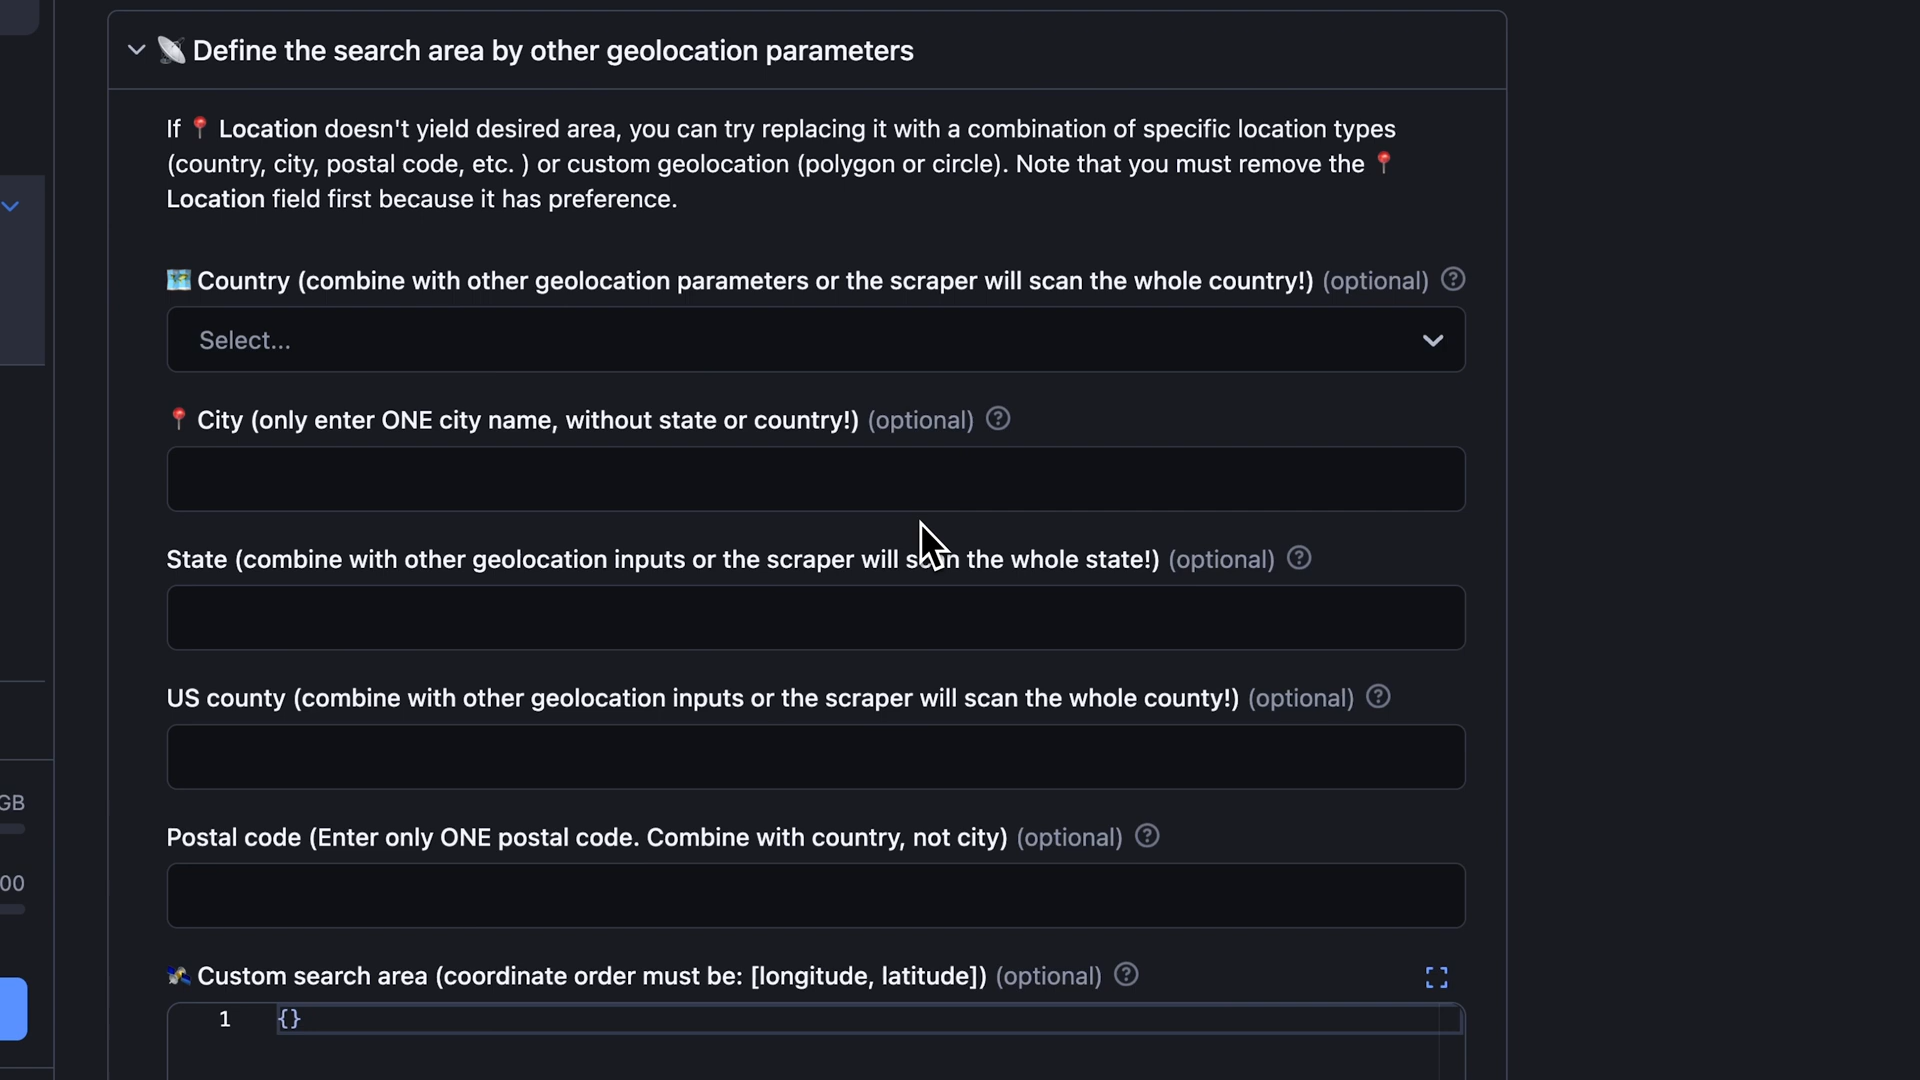 Define the search area by other geolocation parameters
If 📍 Location doesn't yield desired area, you can try replacing it with a combination of specific location types
(country, city, postal code, etc. ) or custom geolocation (polygon or circle). Note that you must remove the 📍
Location field first because it has preference.
Country (combine with other geolocation parameters or the scraper will scan the whole country!) (optional)
Select...
City (only enter ONE city name, without state or country!) (optional)
State (combine with other geolocation inputs or the scraper will scan the whole state!) (optional)
US county (combine with other geolocation inputs or the scraper will scan the whole county!) (optional)
GB
Postal code (Enter only ONE postal code. Combine with country, not city) (optional)
00
Custom search area (coordinate order must be: [longitude, latitude]) (optional)
1 {}